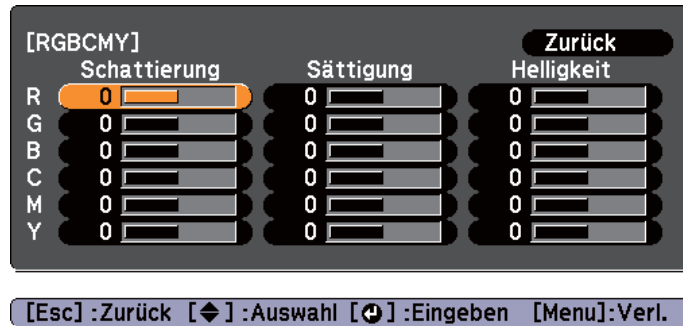 [RGBCMY] Zurück
Schattierung Sättigung Helligkeit
R 0 0 0
G 0 0 0
B 0 0 0
C 0 0 0
M 0 0 0
Y 0 0 0
[Esc] :Zurück [◆] :Auswahl [↵] :Eingeben [Menu]:Verl.